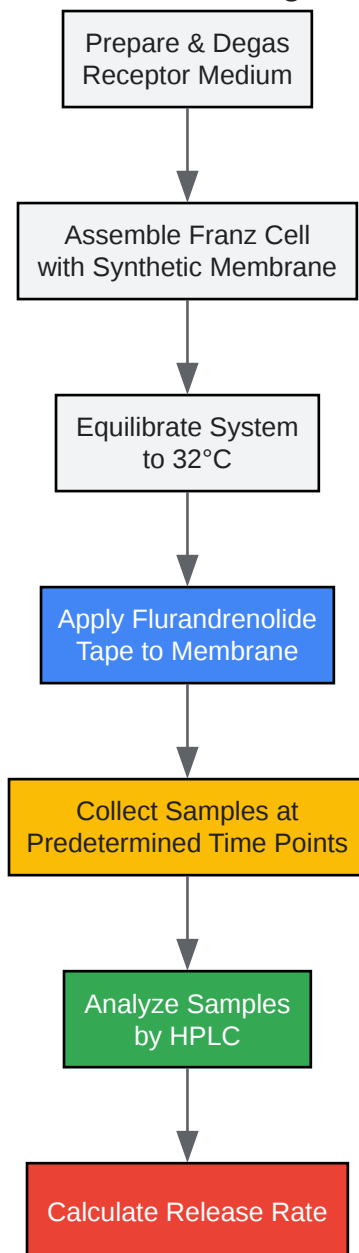 Prepare & Degas
Receptor Medium
Assemble Franz Cell
with Synthetic Membrane
Equilibrate System
to 32°C
Apply Flurandrenolide
Tape to Membrane
Collect Samples at
Predetermined Time Points
Analyze Samples
by HPLC
Calculate Release Rate